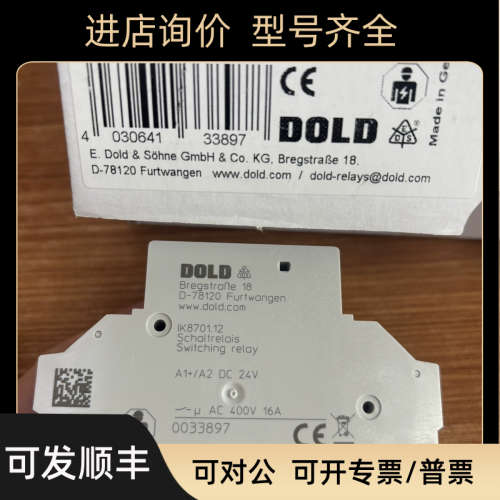 进店询价 型号齐全
CE
DOLD
Made in Ge
4 030641 33897
E. Dold & Söhne GmbH & Co. KG, Bregstraße 18,
D-78120 Furtwangen www.dold.com / dold-relays@dold.com
DOLD
Bregstraße 18
D-78120 Furtwangen
www.dold.com
IK8701.12
Schaltrelais
Switching relay
A1+/A2 DC 24V
µ AC 400V 16A
0033897
CE
可发顺丰
可对公 可开专票/普票